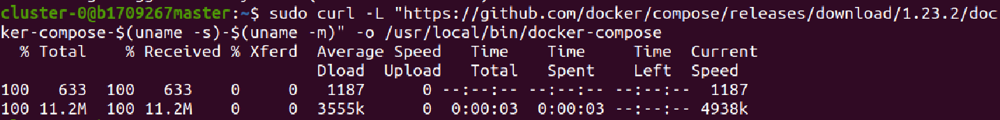 cluster-0@b1709267master:~$ sudo curl -L "https://github.com/docker/compose/releases/download/1.23.2/doc
ker-compose-$(uname -s)-$(uname -m)" -o /usr/local/bin/docker-compose
% Total % Received % Xferd Average Speed Time Time Time Current
Dload Upload Total Spent Left Speed
100 633 100 633 0 0 1187 0 --:--:-- --:--:-- --:--:-- 1187
100 11.2M 100 11.2M 0 0 3555k 0 0:00:03 0:00:03 --:--:-- 4938k